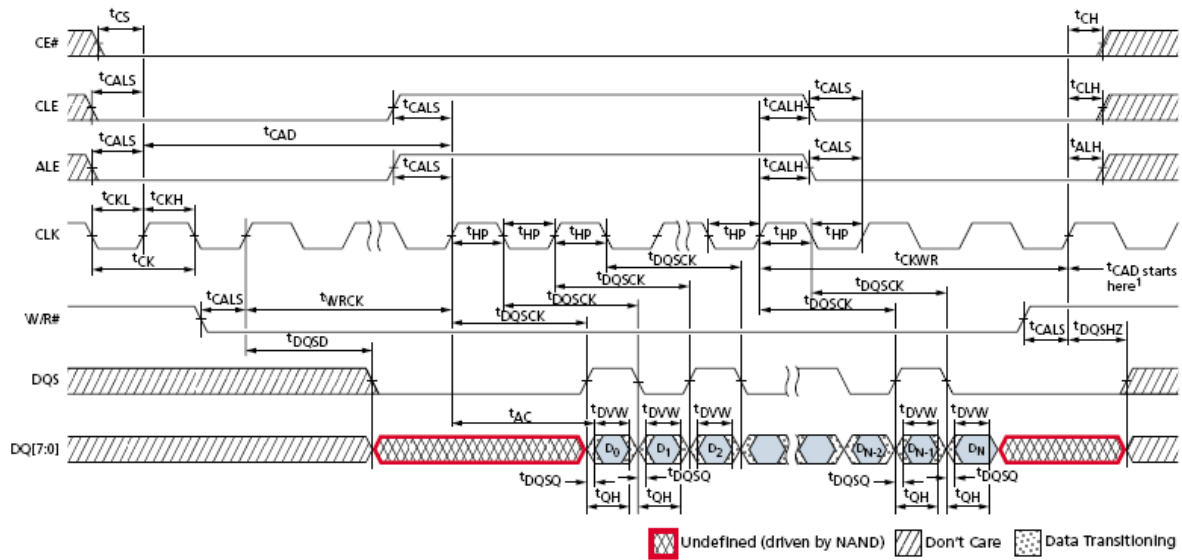 tCS
tCH
CE#
tCALS
tCALS
tCLH
CLE
tCALS
tCALH
tCAD
tCALS
tCALS
tALH
ALE
tCALS
tCALH
tCKL
tCKH
CLK
tHP
tHP
tHP
tHP
tHP
tHP
tCK
tDQSCK
tCKWR
tCAD starts
here1
tDQSCK
tCALS
tWRCK
tDQSCK
tDQSCK
tDQSCK
tDQSCK
W/R#
tDQSD
tCALS
tDQSHZ
DQS
tAC
tDVW
tDVW
tDVW
tDVW
tDVW
DQ[7:0]
D0
D1
D2
DN-2
DN-1
DN
tDQSQ
tDQSQ
tDQSQ
tDQSQ
tQH
tQH
tQH
tQH
Undefined (driven by NAND)
Don't Care
Data Transitioning